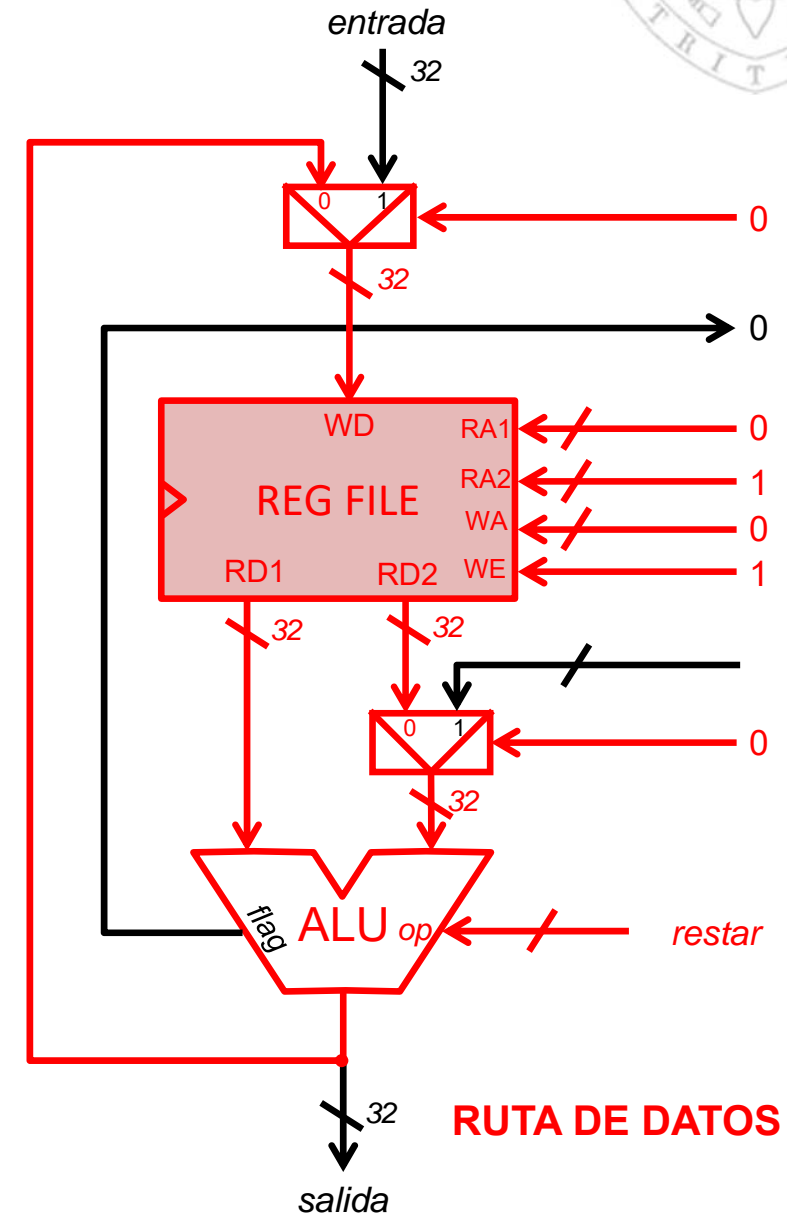 entrada
32
T R I T
0 1
0
32
0
WD
RA1
0
RA2
1
REG FILE
WA
0
WE
1
RD1 RD2
32 32
0 1
0
32
flag
ALU op
restar
32
RUTA DE DATOS
salida